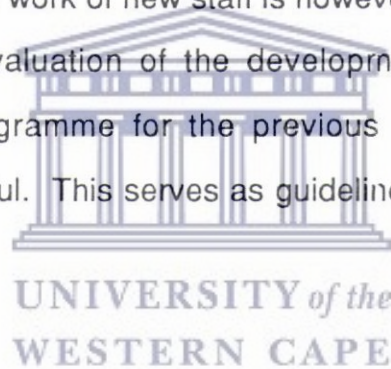 work of new staff is howeve
valuation of the developm
gramme for the previous
ul. This serves as guideline
UNIVERSITY of the
WESTERN CAPE